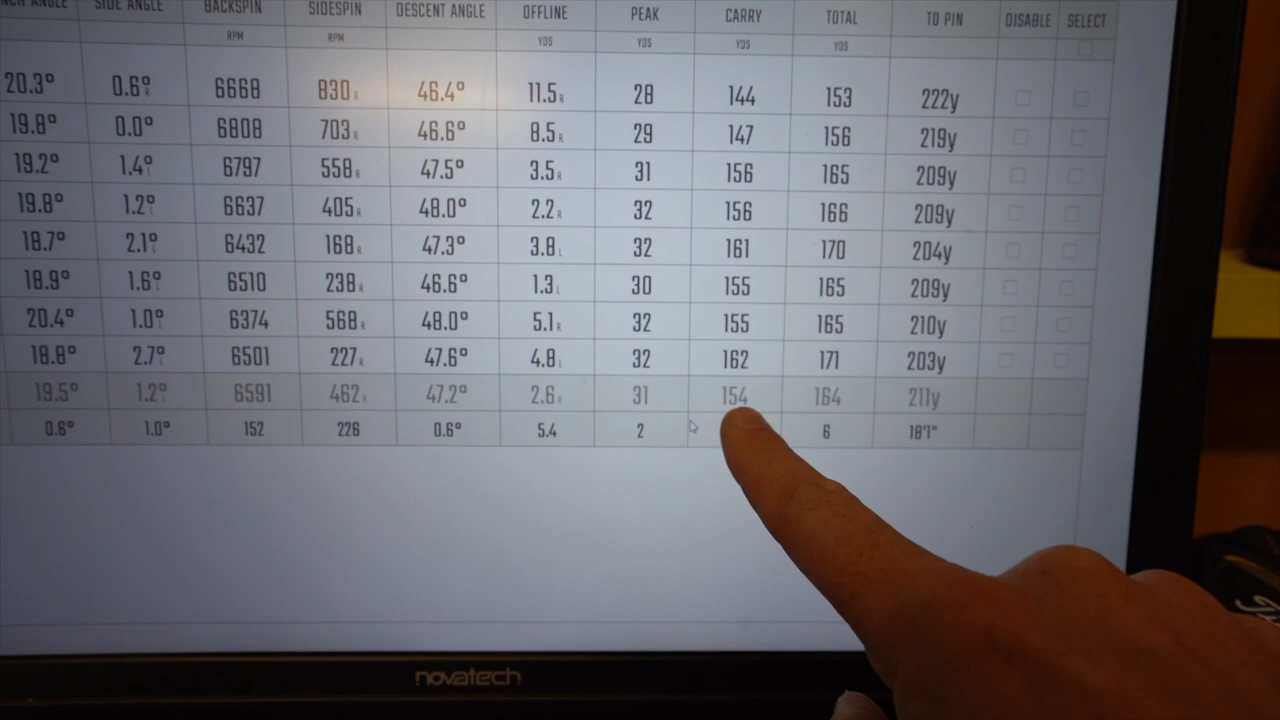 NCH ANGLE SIDE ANGLE BACKSPIN SIDESPIN DESCENT ANGLE OFFLINE PEAK CARRY TOTAL TO PIN DISABLE SELECT
RPM RPM YDS YDS YDS YDS
20.3° 0.6° R 6668 830 R 46.4° 11.5 R 28 144 153 222y
19.8° 0.0° 6808 703 R 46.6° 8.5 R 29 147 156 219y
19.2° 1.4° L 6797 558 R 47.5° 3.5 R 31 156 165 209y
19.8° 1.2° L 6637 405 R 48.0° 2.2 R 32 156 166 209y
18.7° 2.1° L 6432 168 R 47.3° 3.8 L 32 161 170 204y
18.9° 1.6° L 6510 238 R 46.6° 1.3 L 30 155 165 209y
20.4° 1.0° L 6374 568 R 48.0° 5.1 R 32 155 165 210y
18.8° 2.7° L 6501 227 R 47.6° 4.8 L 32 162 171 203y
19.5° 1.2° L 6591 462 R 47.2° 2.6 R 31 154 164 211y
0.6° 1.0° 152 226 0.6° 5.4 2 6 18'1"
novatech